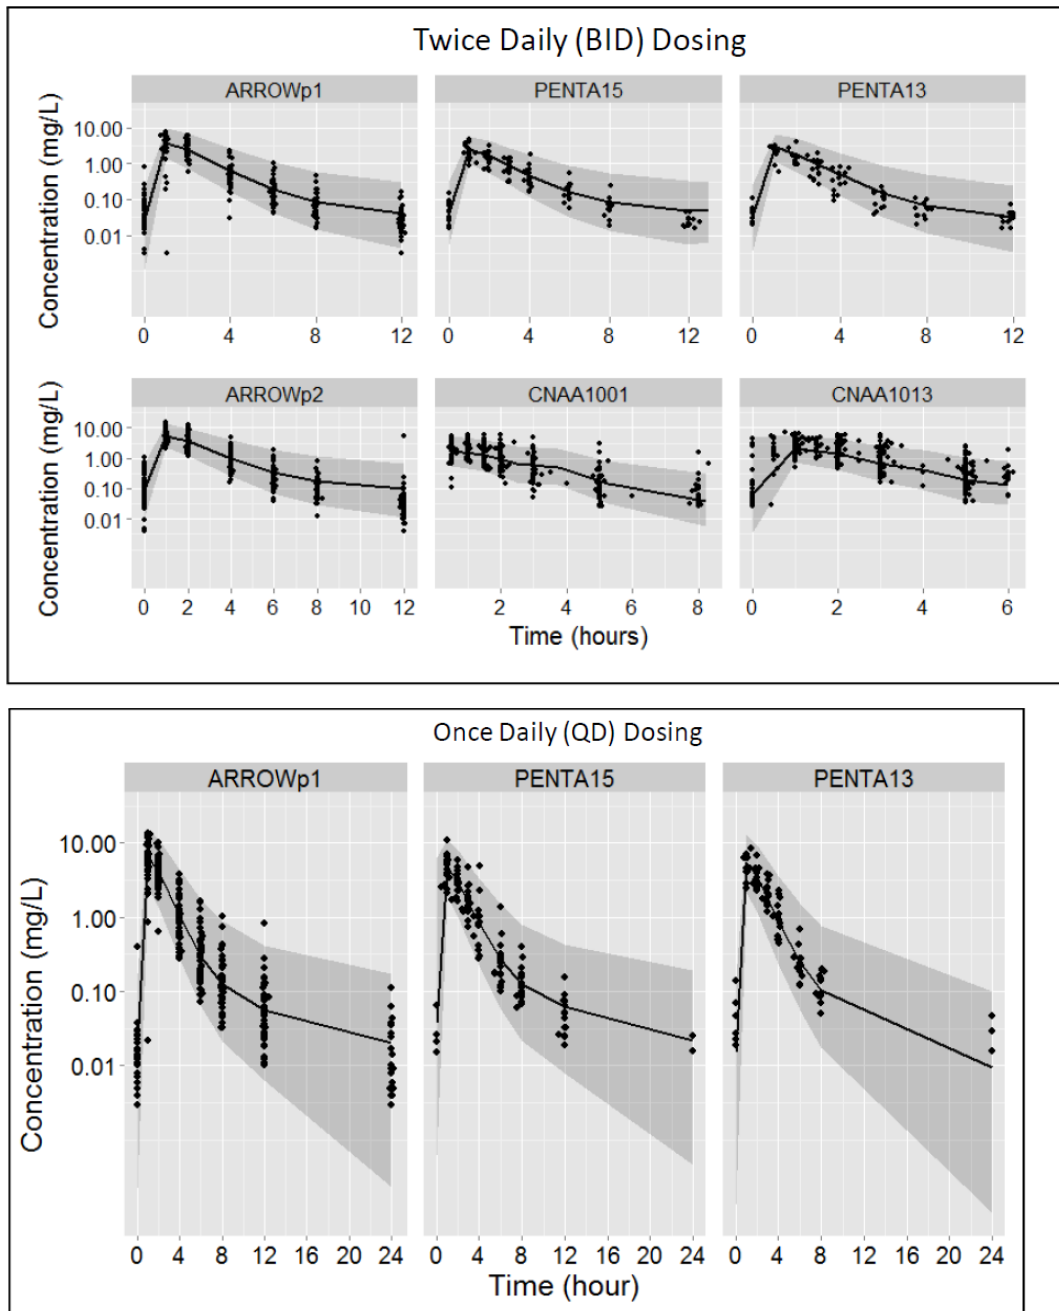 Twice Daily (BID) Dosing
ARROWp1 PENTA15 PENTA13
Concentration (mg/L)
10.00
1.00
0.10
0.01
0 4 8 12 0 4 8 12 0 4 8 12
ARROWp2 CNAA1001 CNAA1013
Concentration (mg/L)
10.00
1.00
0.10
0.01
0 2 4 6 8 10 12 2 4 6 8 0 2 4 6
Time (hours)
Once Daily (QD) Dosing
ARROWp1 PENTA15 PENTA13
Concentration (mg/L)
10.00
1.00
0.10
0.01
0 4 8 12 16 20 24 0 4 8 12 16 20 24 0 4 8 12 16 20 24
Time (hour)